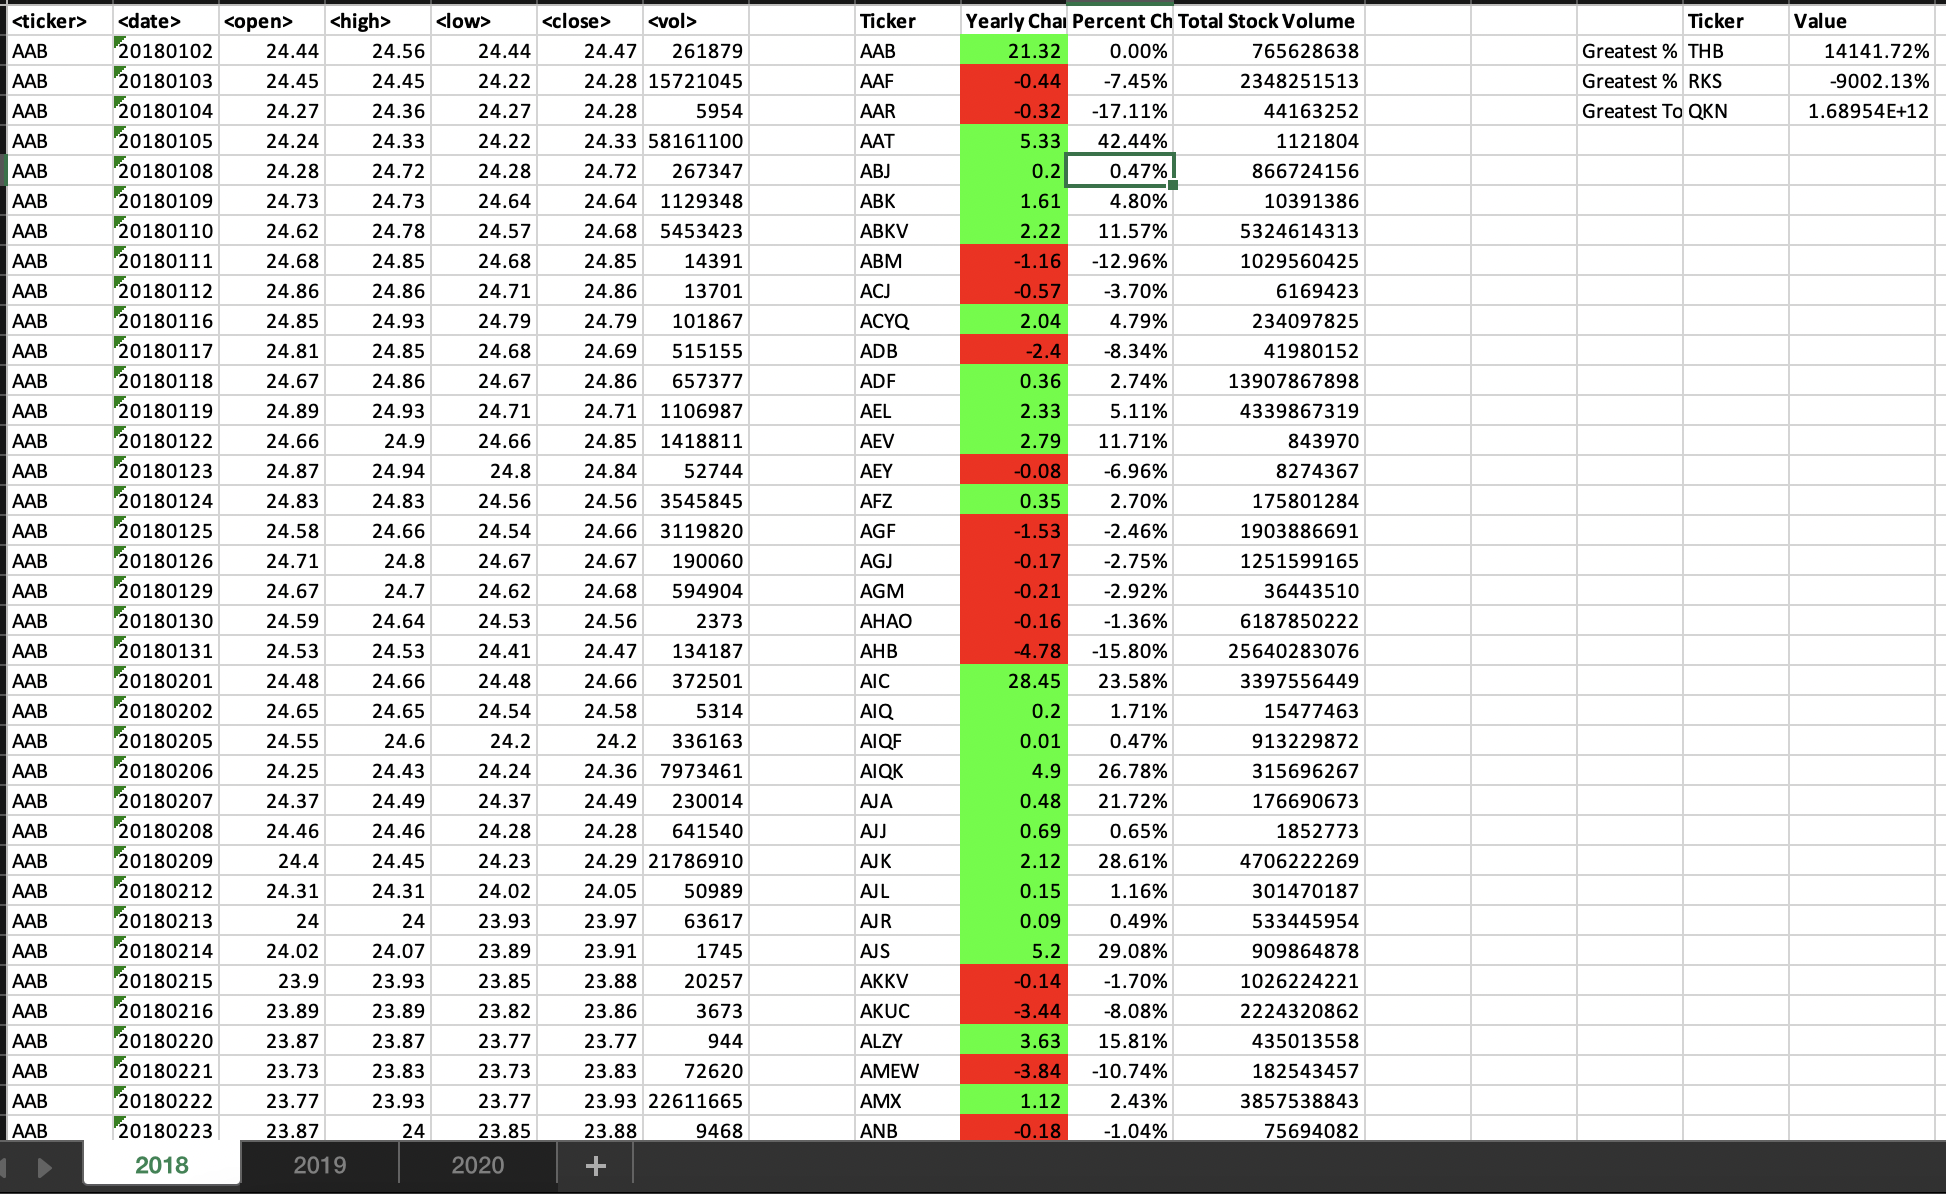 <ticker> <date> <open> <high> <low> <close> <vol> Ticker Yearly Char Percent Ch Total Stock Volume Ticker Value
AAB 20180102 24.44 24.56 24.44 24.47 261879 AAB 21.32 0.00% 765628638 Greatest % THB 14141.72%
AAB 20180103 24.45 24.45 24.22 24.28 15721045 AAF -0.44 -7.45% 2348251513 Greatest % RKS -9002.13%
AAB 20180104 24.27 24.36 24.27 24.28 5954 AAR -0.32 -17.11% 44163252 Greatest To QKN 1.68954E+12
AAB 20180105 24.24 24.33 24.22 24.33 58161100 AAT 5.33 42.44% 1121804
AAB 20180108 24.28 24.72 24.28 24.72 267347 ABJ 0.2 0.47% 866724156
AAB 20180109 24.73 24.73 24.64 24.64 1129348 ABK 1.61 4.80% 10391386
AAB 20180110 24.62 24.78 24.57 24.68 5453423 ABKV 2.22 11.57% 5324614313
AAB 20180111 24.68 24.85 24.68 24.85 14391 ABM -1.16 -12.96% 1029560425
AAB 20180112 24.86 24.86 24.71 24.86 13701 ACJ -0.57 -3.70% 6169423
AAB 20180116 24.85 24.93 24.79 24.79 101867 ACYQ 2.04 4.79% 234097825
AAB 20180117 24.81 24.85 24.68 24.69 515155 ADB -2.4 -8.34% 41980152
AAB 20180118 24.67 24.86 24.67 24.86 657377 ADF 0.36 2.74% 13907867898
AAB 20180119 24.89 24.93 24.71 24.71 1106987 AEL 2.33 5.11% 4339867319
AAB 20180122 24.66 24.9 24.66 24.85 1418811 AEV 2.79 11.71% 843970
AAB 20180123 24.87 24.94 24.8 24.84 52744 AEY -0.08 -6.96% 8274367
AAB 20180124 24.83 24.83 24.56 24.56 3545845 AFZ 0.35 2.70% 175801284
AAB 20180125 24.58 24.66 24.54 24.66 3119820 AGF -1.53 -2.46% 1903886691
AAB 20180126 24.71 24.8 24.67 24.67 190060 AGJ -0.17 -2.75% 1251599165
AAB 20180129 24.67 24.7 24.62 24.68 594904 AGM -0.21 -2.92% 36443510
AAB 20180130 24.59 24.64 24.53 24.56 2373 AHAO -0.16 -1.36% 6187850222
AAB 20180131 24.53 24.53 24.41 24.47 134187 AHB -4.78 -15.80% 25640283076
AAB 20180201 24.48 24.66 24.48 24.66 372501 AIC 28.45 23.58% 3397556449
AAB 20180202 24.65 24.65 24.54 24.58 5314 AIQ 0.2 1.71% 15477463
AAB 20180205 24.55 24.6 24.2 24.2 336163 AIQF 0.01 0.47% 913229872
AAB 20180206 24.25 24.43 24.24 24.36 7973461 AIQK 4.9 26.78% 315696267
AAB 20180207 24.37 24.49 24.37 24.49 230014 AJA 0.48 21.72% 176690673
AAB 20180208 24.46 24.46 24.28 24.28 641540 AJJ 0.69 0.65% 1852773
AAB 20180209 24.4 24.45 24.23 24.29 21786910 AJK 2.12 28.61% 4706222269
AAB 20180212 24.31 24.31 24.02 24.05 50989 AJL 0.15 1.16% 301470187
AAB 20180213 24 24 23.93 23.97 63617 AJR 0.09 0.49% 533445954
AAB 20180214 24.02 24.07 23.89 23.91 1745 AJS 5.2 29.08% 909864878
AAB 20180215 23.9 23.93 23.85 23.88 20257 AKKV -0.14 -1.70% 1026224221
AAB 20180216 23.89 23.89 23.82 23.86 3673 AKUC -3.44 -8.08% 2224320862
AAB 20180220 23.87 23.87 23.77 23.77 944 ALZY 3.63 15.81% 435013558
AAB 20180221 23.73 23.83 23.73 23.83 72620 AMEW -3.84 -10.74% 182543457
AAB 20180222 23.77 23.93 23.77 23.93 22611665 AMX 1.12 2.43% 3857538843
AAB 20180223 23.87 24 23.85 23.88 9468 ANB -0.18 -1.04% 75694082
2018 2019 2020 +